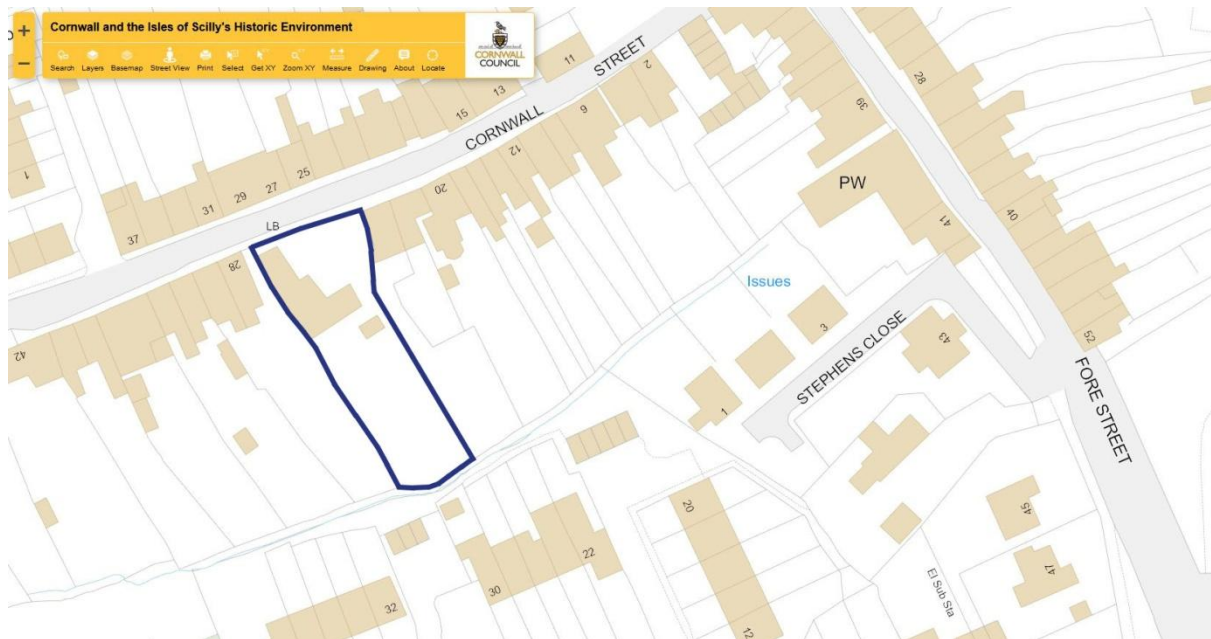 Cornwall and the Isles of Scilly's Historic Environment
+
−
Search Layers Basemap Street View Print Select Get XY Zoom XY Measure Drawing About Locate
CORNWALL
COUNCIL
11
13
15
STREET
2
CORNWALL
6
12
20
25
27
29
31
37
1
LB
28
42
28
39
PW
41
40
52
Issues
3
1
43
STEPHENS CLOSE
FORE STREET
20
22
30
32
12
45
47
El Sub Sta